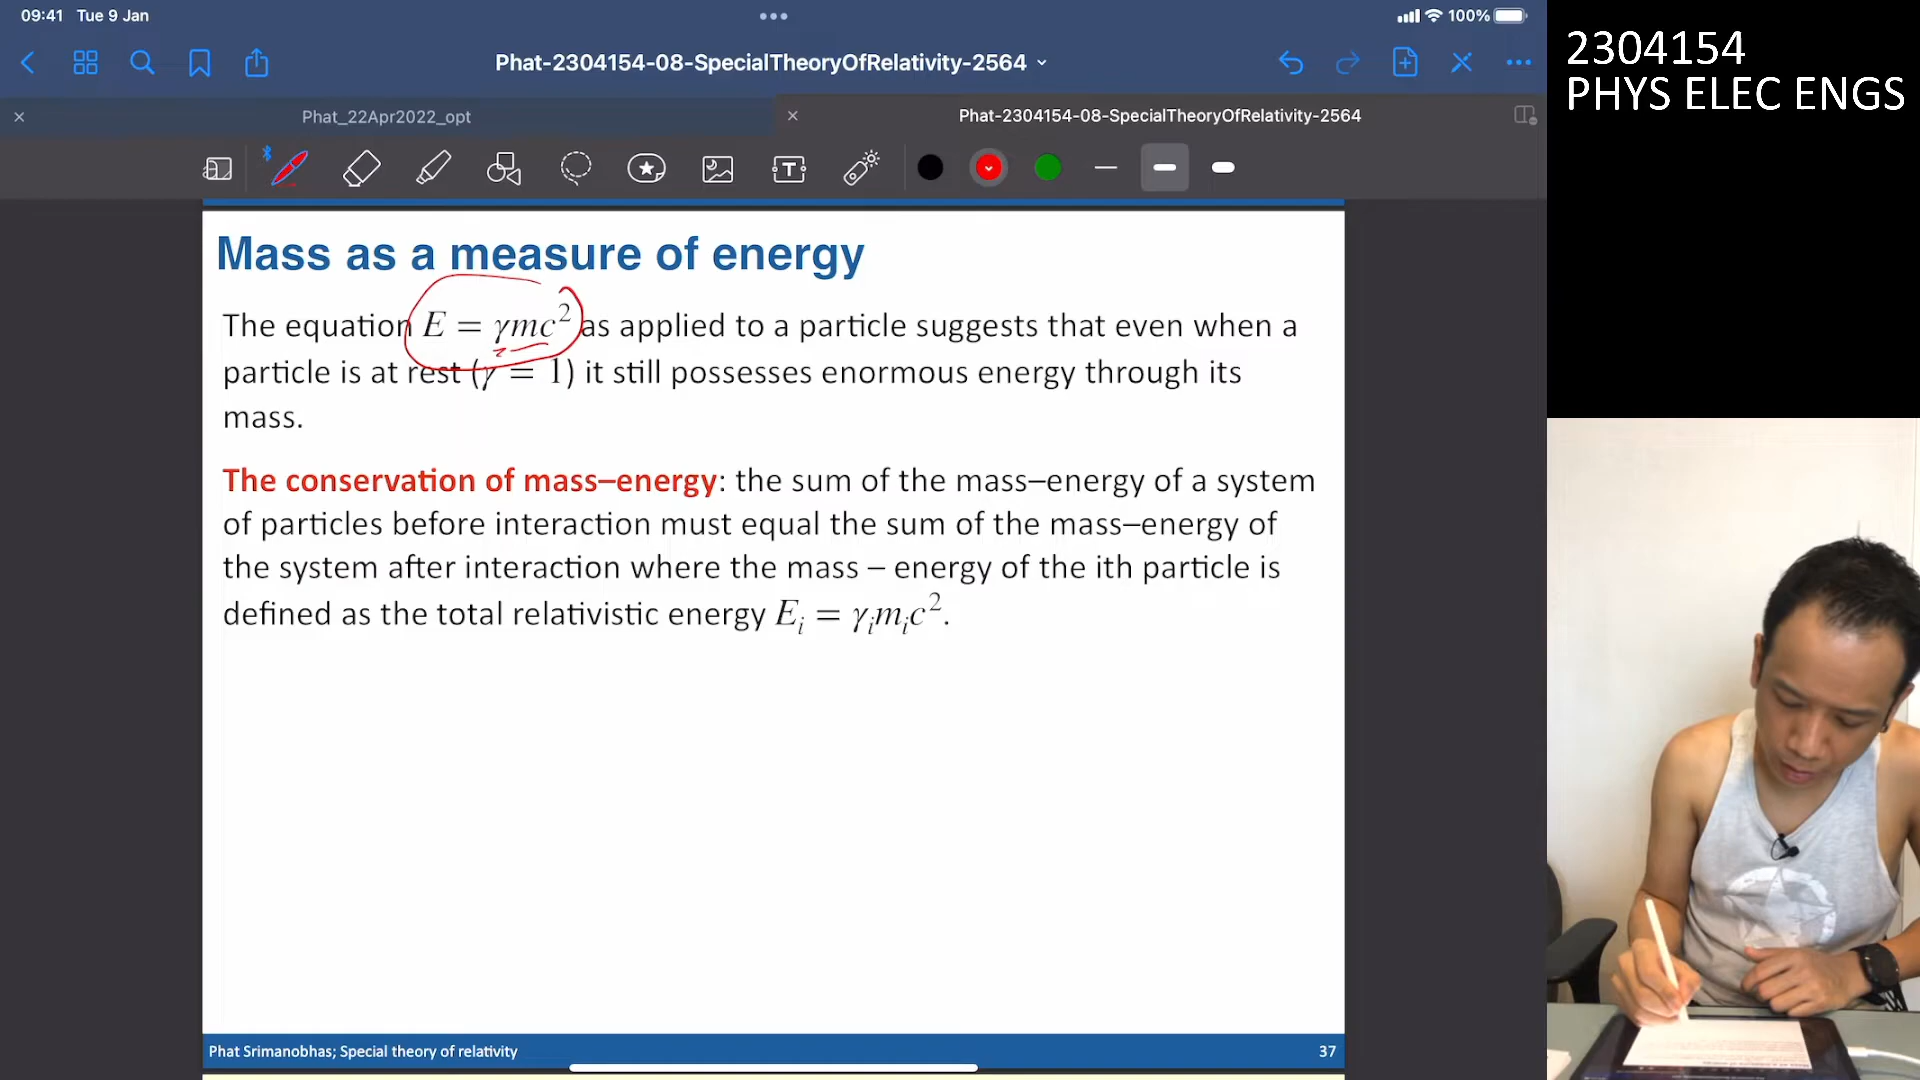 09:41 Tue 9 Jan
100%
Phat-2304154-08-SpecialTheoryOfRelativity-2564
Phat_22Apr2022_opt
Phat-2304154-08-SpecialTheoryOfRelativity-2564
2304154
PHYS ELEC ENGS
Mass as a measure of energy
The equation E = γmc² as applied to a particle suggests that even when a
particle is at rest (γ = 1) it still possesses enormous energy through its
mass.
The conservation of mass–energy: the sum of the mass–energy of a system
of particles before interaction must equal the sum of the mass–energy of
the system after interaction where the mass – energy of the ith particle is
defined as the total relativistic energy Eᵢ = γᵢmᵢc².
Phat Srimanobhas; Special theory of relativity
37